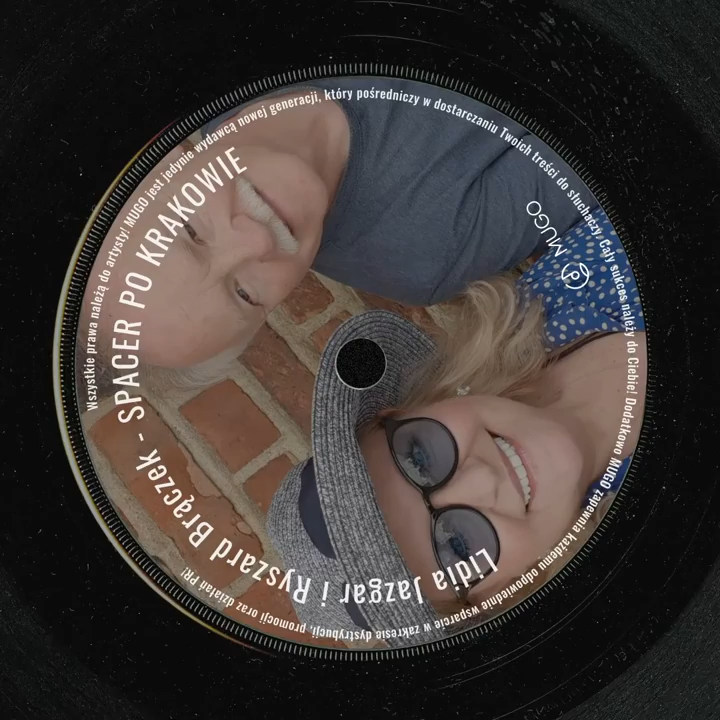 Lidia Jazgar i Ryszard Brączek - SPACER PO KRAKOWIE
Wszystkie prawa należą do artysty! MUGO jest jedynie wydawcą nowej generacji, który pośredniczy w dostarczaniu Twoich treści do słuchaczy. Cały sukces należy do Ciebie! Dodatkowo MUGO zapewnia każdemu odpowiednie wsparcie w zakresie dystrybucji, promocji oraz działań PR!
MUGO